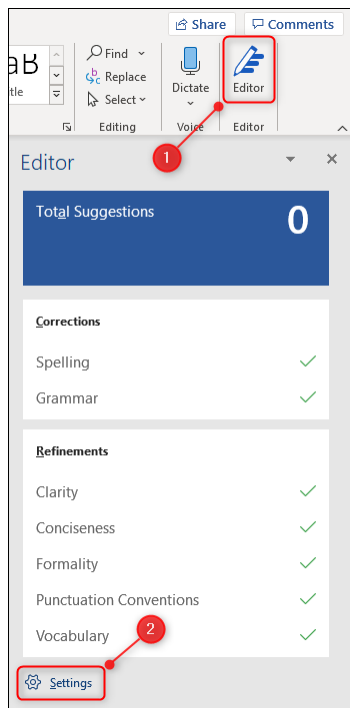 Share Comments
aB Find
Replace
Select
Dictate
Editor
tle
Editing Voice Editor
1
Editor
Total Suggestions 0
Corrections
Spelling
Grammar
Refinements
Clarity
Conciseness
Formality
Punctuation Conventions
Vocabulary
2
Settings